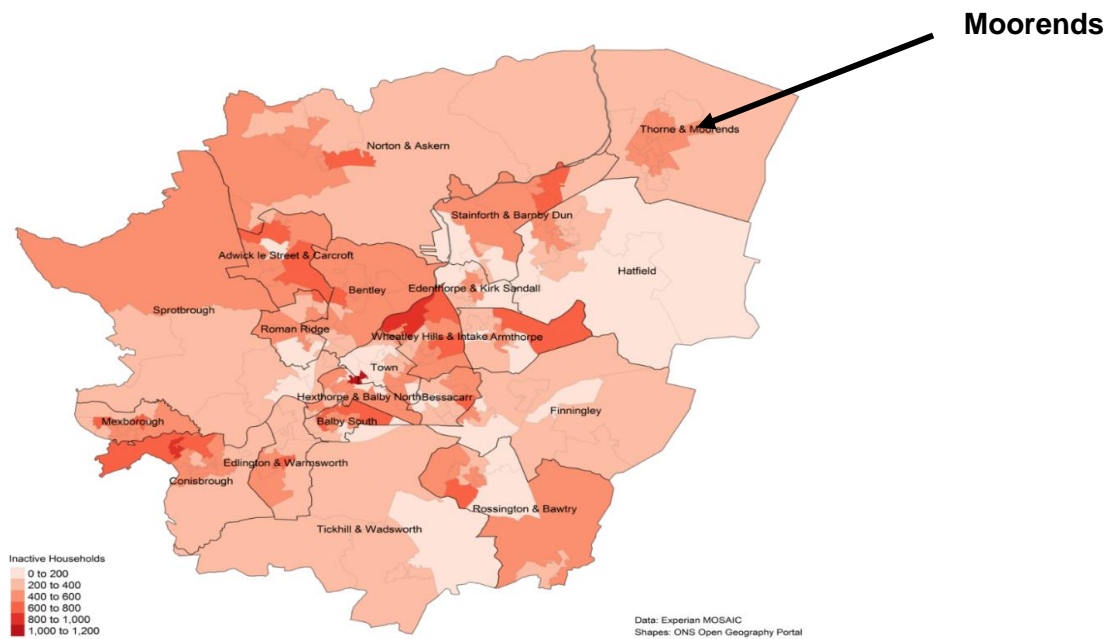 Moorends
Thorne & Moorends
Norton & Askern
Stainforth & Barnby Dun
Adwick le Street & Carcroft
Hatfield
Bentley
Edenthorpe & Kirk Sandall
Sprotbrough
Roman Ridge
Wheatley Hills & Intake
Armthorpe
Town
Hexthorpe & Balby North
Bessacarr
Finningley
Mexborough
Balby South
Edlington & Warmsworth
Conisbrough
Rossington & Bawtry
Tickhill & Wadsworth
Inactive Households
0 to 200
200 to 400
400 to 600
600 to 800
800 to 1,000
1,000 to 1,200
Data: Experian MOSAIC
Shapes: ONS Open Geography Portal